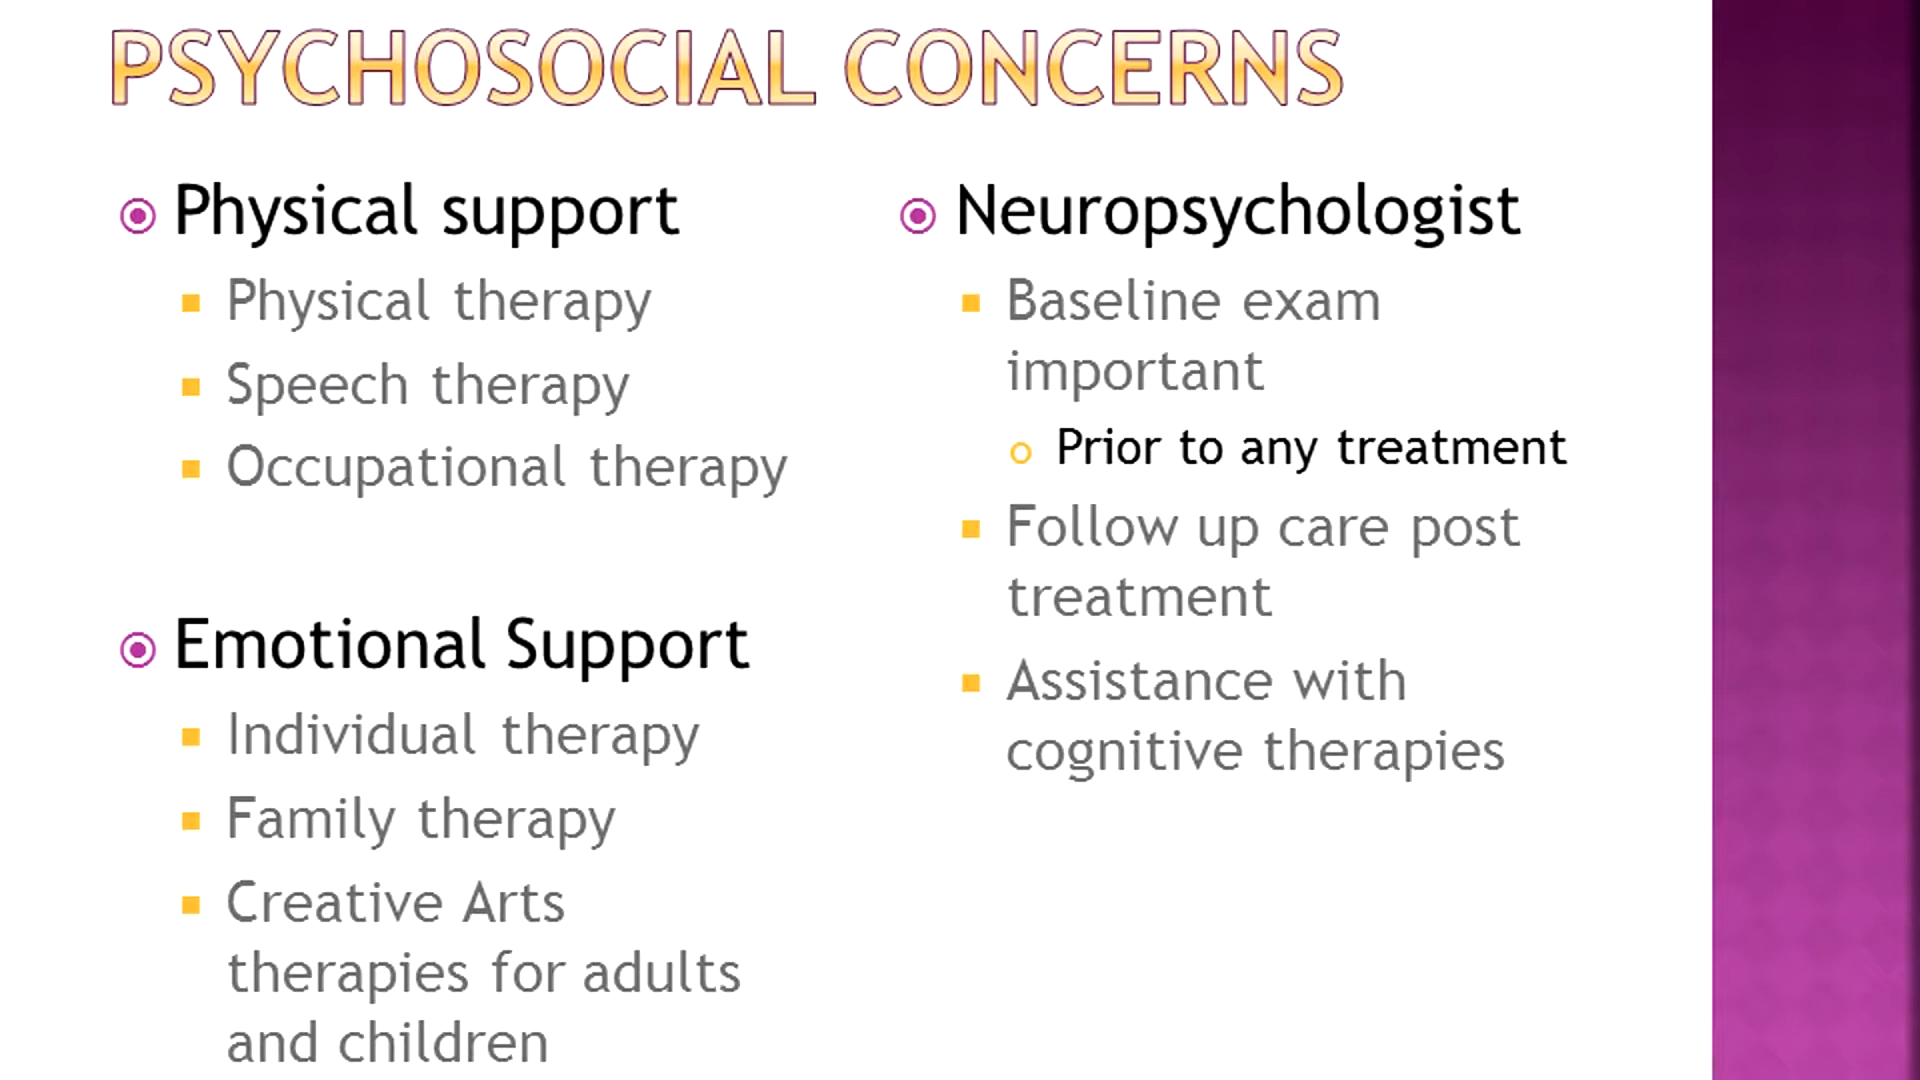 PSYCHOSOCIAL CONCERNS
Physical support
Physical therapy
Speech therapy
Occupational therapy
Emotional Support
Individual therapy
Family therapy
Creative Arts
therapies for adults
and children
Neuropsychologist
Baseline exam
important
Prior to any treatment
Follow up care post
treatment
Assistance with
cognitive therapies